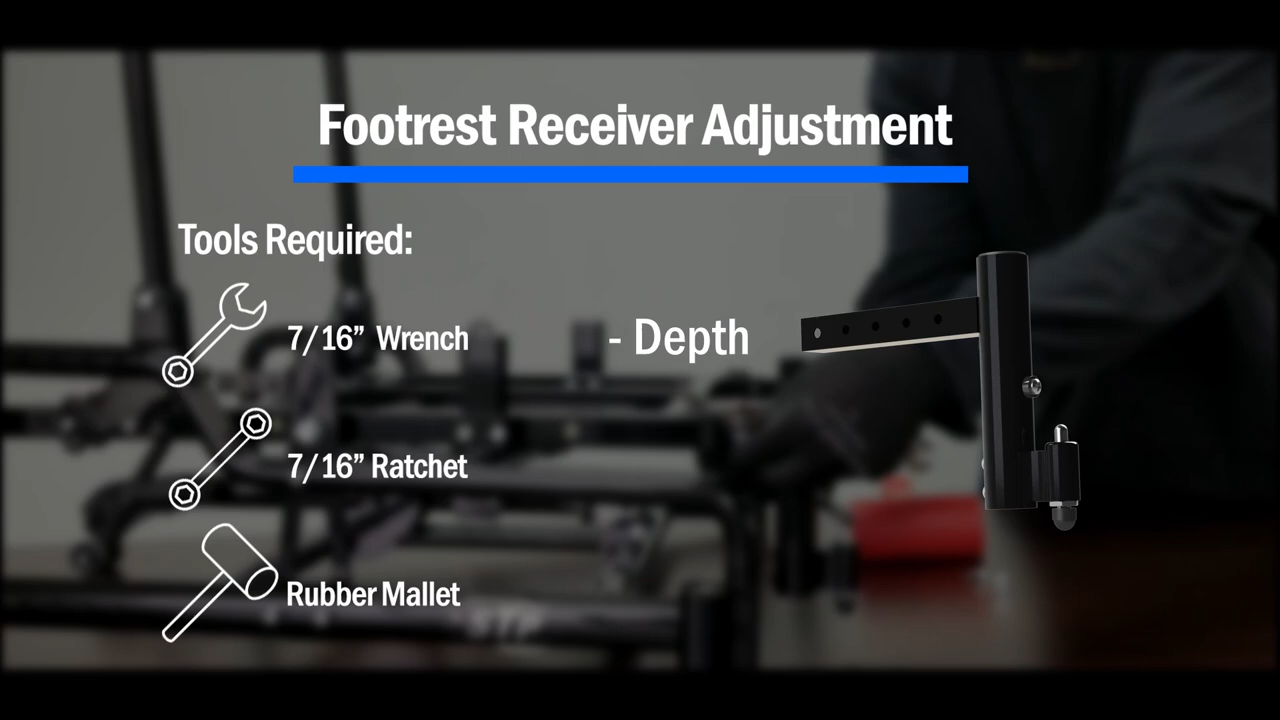 Footrest Receiver Adjustment
Tools Required:
7/16” Wrench
- Depth
7/16” Ratchet
Rubber Mallet